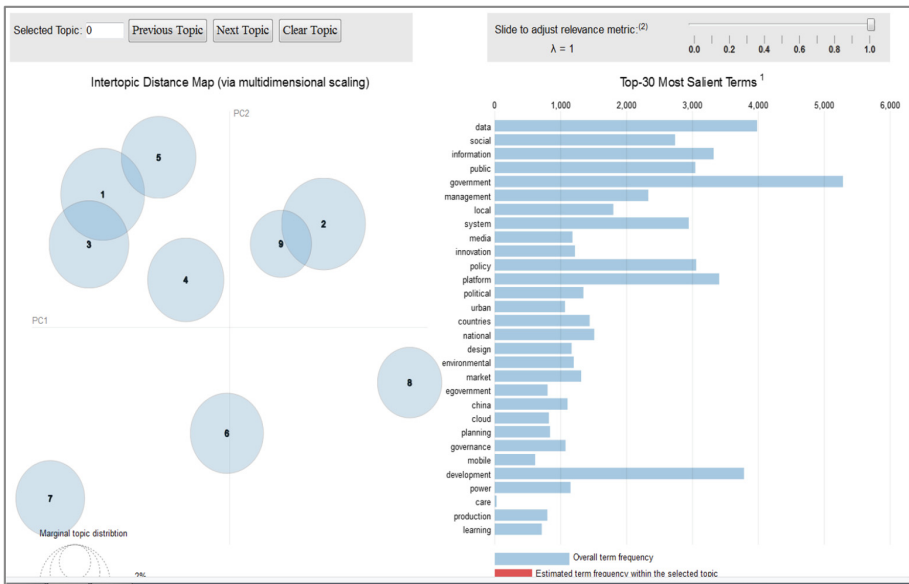 Selected Topic: 0 Previous Topic Next Topic Clear Topic
Slide to adjust relevance metric:(2)
λ = 1
0.0 0.2 0.4 0.6 0.8 1.0
Intertopic Distance Map (via multidimensional scaling)
PC2
PC1
5
1
3
4
2
9
8
6
7
Marginal topic distribtion
2%
Top-30 Most Salient Terms 1
0 1,000 2,000 3,000 4,000 5,000 6,000
data
social
information
public
government
management
local
system
media
innovation
policy
platform
political
urban
countries
national
design
environmental
market
egovernment
china
cloud
planning
governance
mobile
development
power
care
production
learning
Overall term frequency
Estimated term frequency within the selected topic